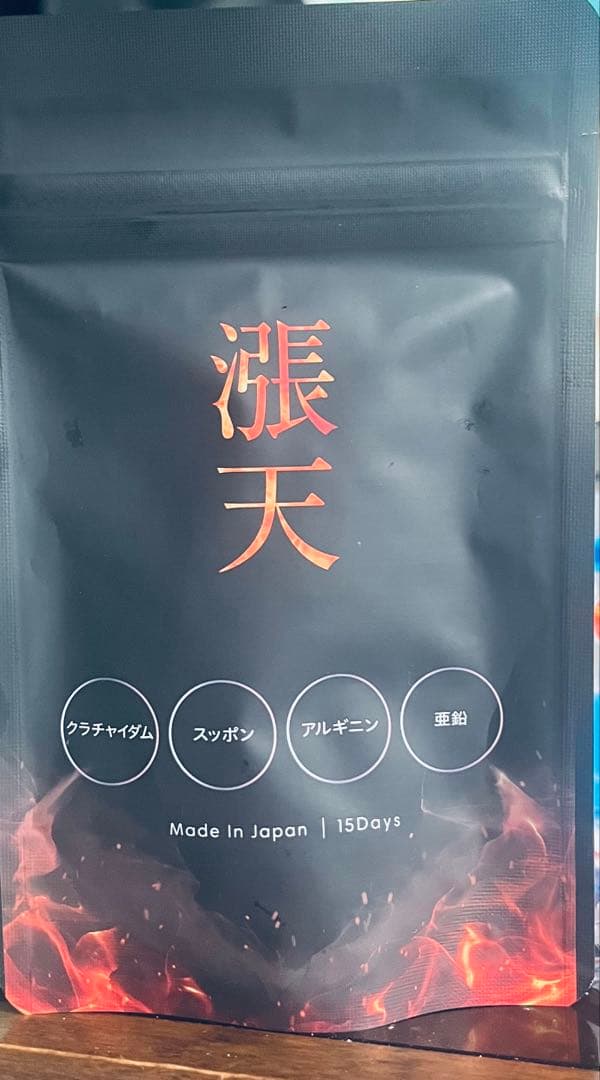 漲天
クラチャイダム
スッポン
アルギニン
亜鉛
Made In Japan | 15Days